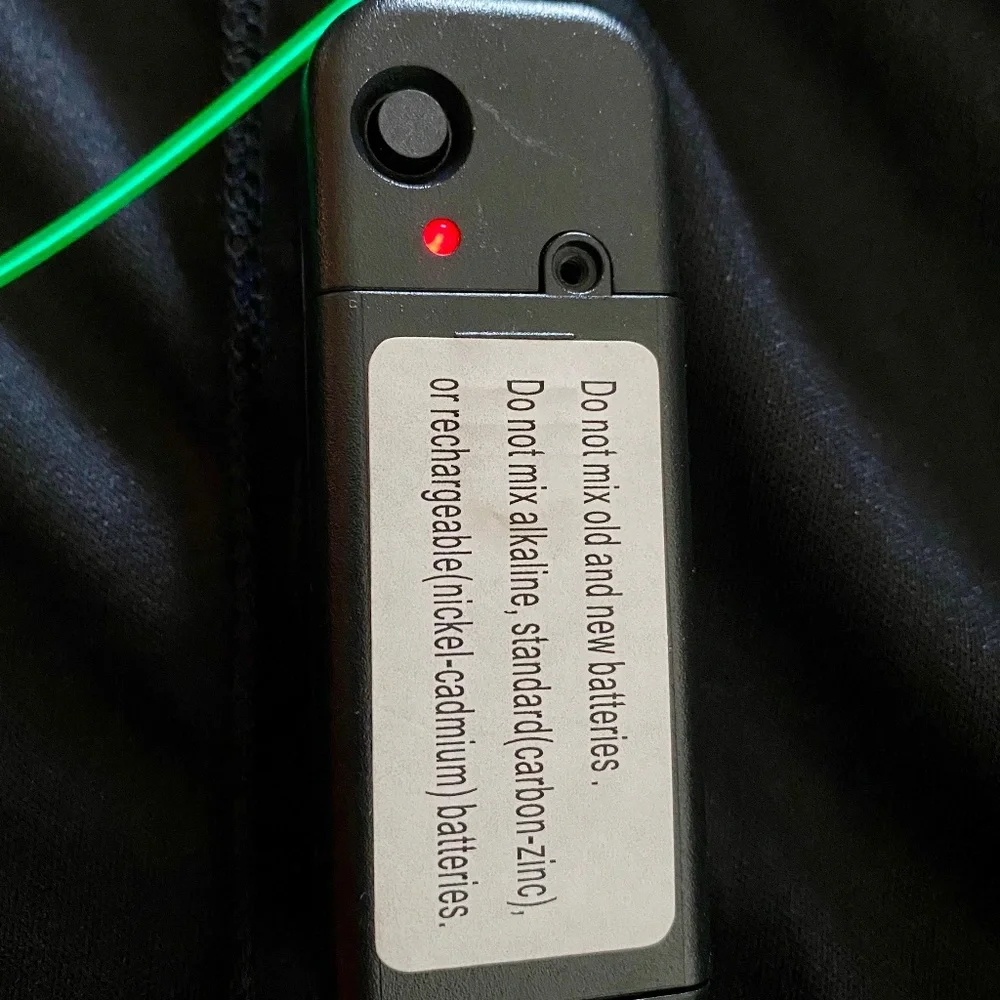 Do not mix old and new batteries .
Do not mix alkaline, standard(carbon-zinc),
or rechargeable(nickel-cadmium) batteries.